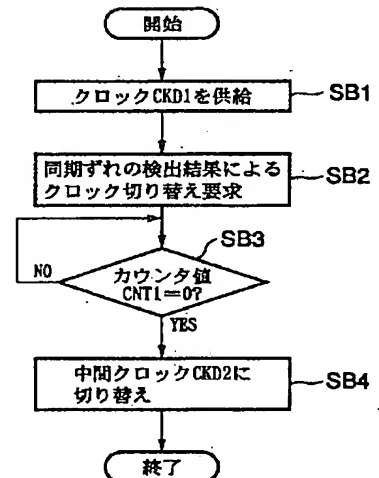 開始
クロックCKD1を供給
SB1
同期ずれの検出結果による
クロック切り替え要求
SB2
SB3
カウンタ値
CNT1=0?
NO
YES
中間クロックCKD2に
切り替え
SB4
終了